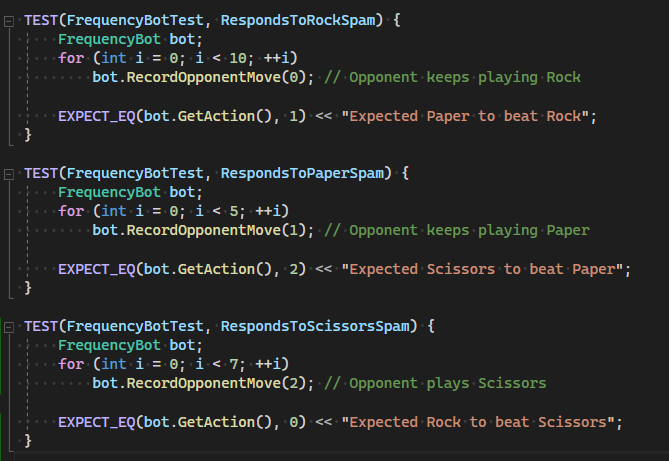 TEST(FrequencyBotTest, RespondsToRockSpam) {
    FrequencyBot bot;
    for (int i = 0; i < 10; ++i)
        bot.RecordOpponentMove(0); // Opponent keeps playing Rock

    EXPECT_EQ(bot.GetAction(), 1) << "Expected Paper to beat Rock";
}

TEST(FrequencyBotTest, RespondsToPaperSpam) {
    FrequencyBot bot;
    for (int i = 0; i < 5; ++i)
        bot.RecordOpponentMove(1); // Opponent keeps playing Paper

    EXPECT_EQ(bot.GetAction(), 2) << "Expected Scissors to beat Paper";
}

TEST(FrequencyBotTest, RespondsToScissorsSpam) {
    FrequencyBot bot;
    for (int i = 0; i < 7; ++i)
        bot.RecordOpponentMove(2); // Opponent plays Scissors

    EXPECT_EQ(bot.GetAction(), 0) << "Expected Rock to beat Scissors";
}